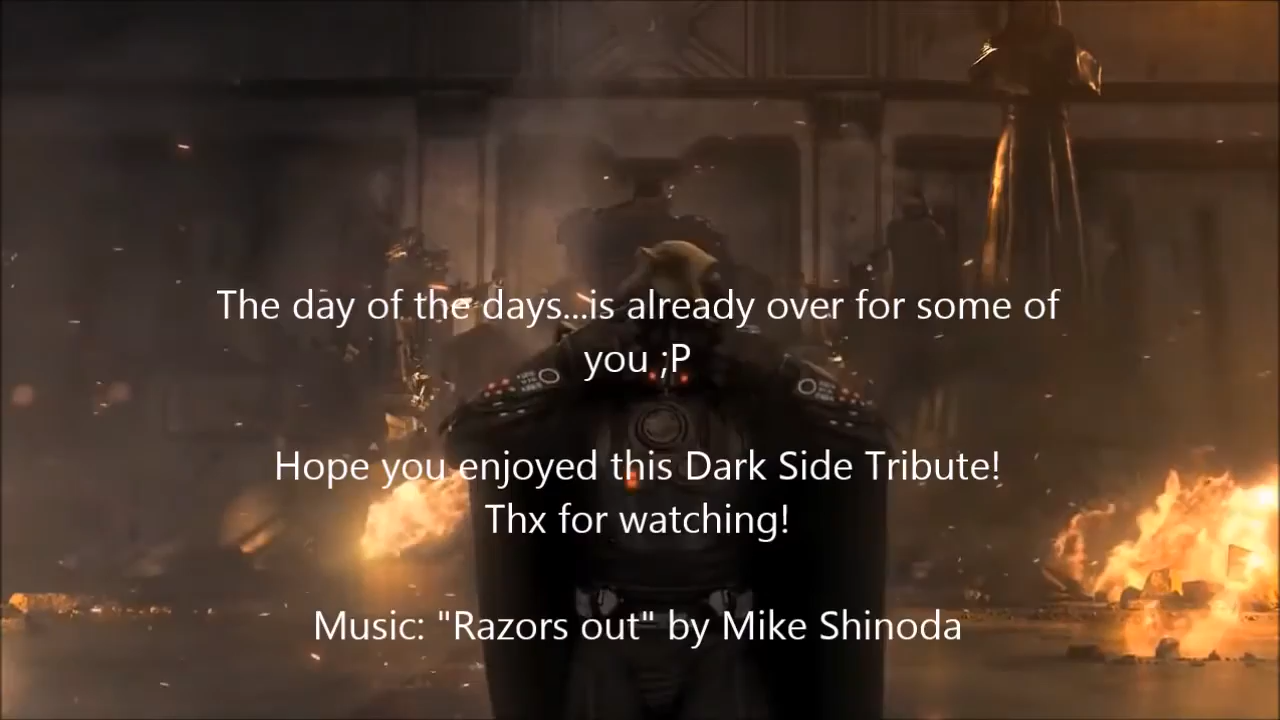 The day of the days...is already over for some of
you ;P
Hope you enjoyed this Dark Side Tribute!
Thx for watching!
Music: "Razors out" by Mike Shinoda